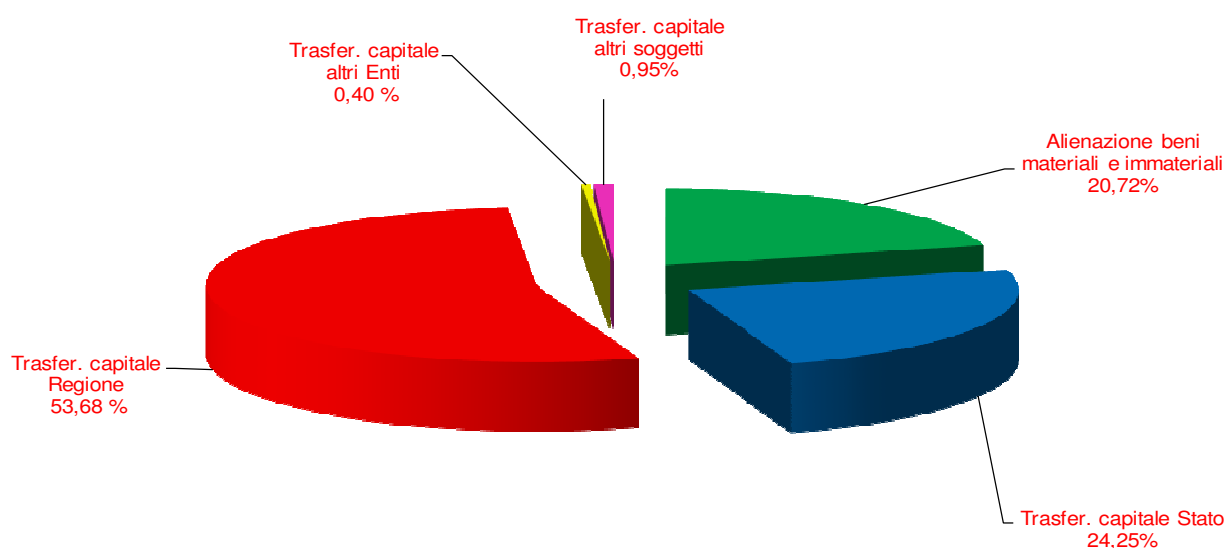 Trasfer. capitale
altri soggetti
0,95%
Trasfer. capitale
altri Enti
0,40 %
Alienazione beni
materiali e immateriali
20,72%
Trasfer. capitale
Regione
53,68 %
Trasfer. capitale Stato
24,25%